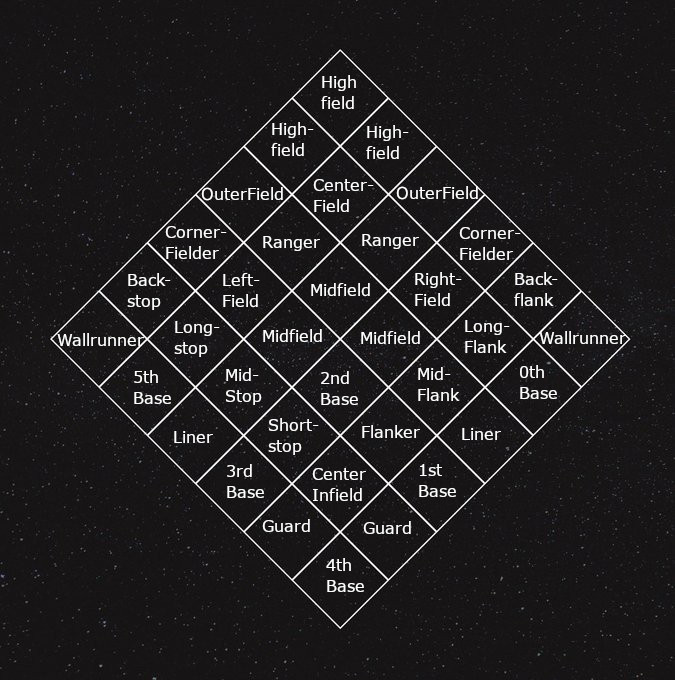 High
field
High-
field
High-
field
OuterField
Center-
Field
OuterField
Corner-
Fielder
Ranger
Ranger
Corner-
Fielder
Back-
stop
Left-
Field
Midfield
Right-
Field
Back-
flank
Wallrunner
Long-
stop
Midfield
Midfield
Long-
Flank
Wallrunner
5th
Base
Mid-
Stop
2nd
Base
Mid-
Flank
0th
Base
Liner
Short-
stop
Flanker
Liner
3rd
Base
Center
Infield
1st
Base
Guard
Guard
4th
Base